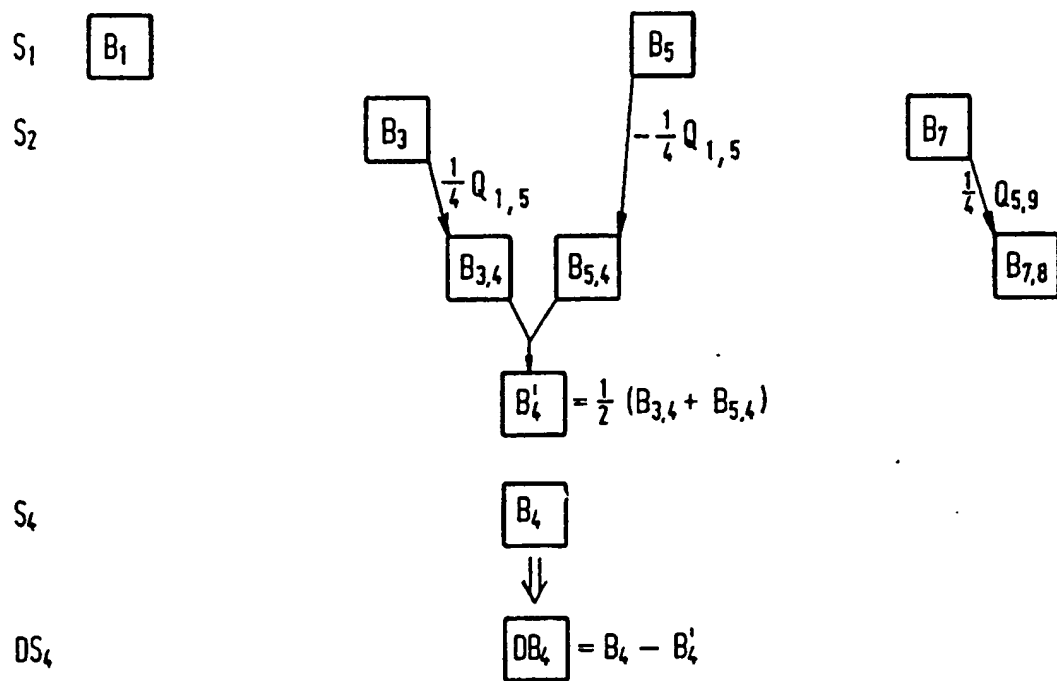 S₁ B₁ B₅
S₂ B₃ B₇
-¼ Q₁,₅
¼ Q₁,₅
¼ Q₅,₉
B₃,₄ B₅,₄ B₇,₈
B'₄ = ½ (B₃,₄ + B₅,₄)
S₄ B₄
DS₄ DB₄ = B₄ - B'₄